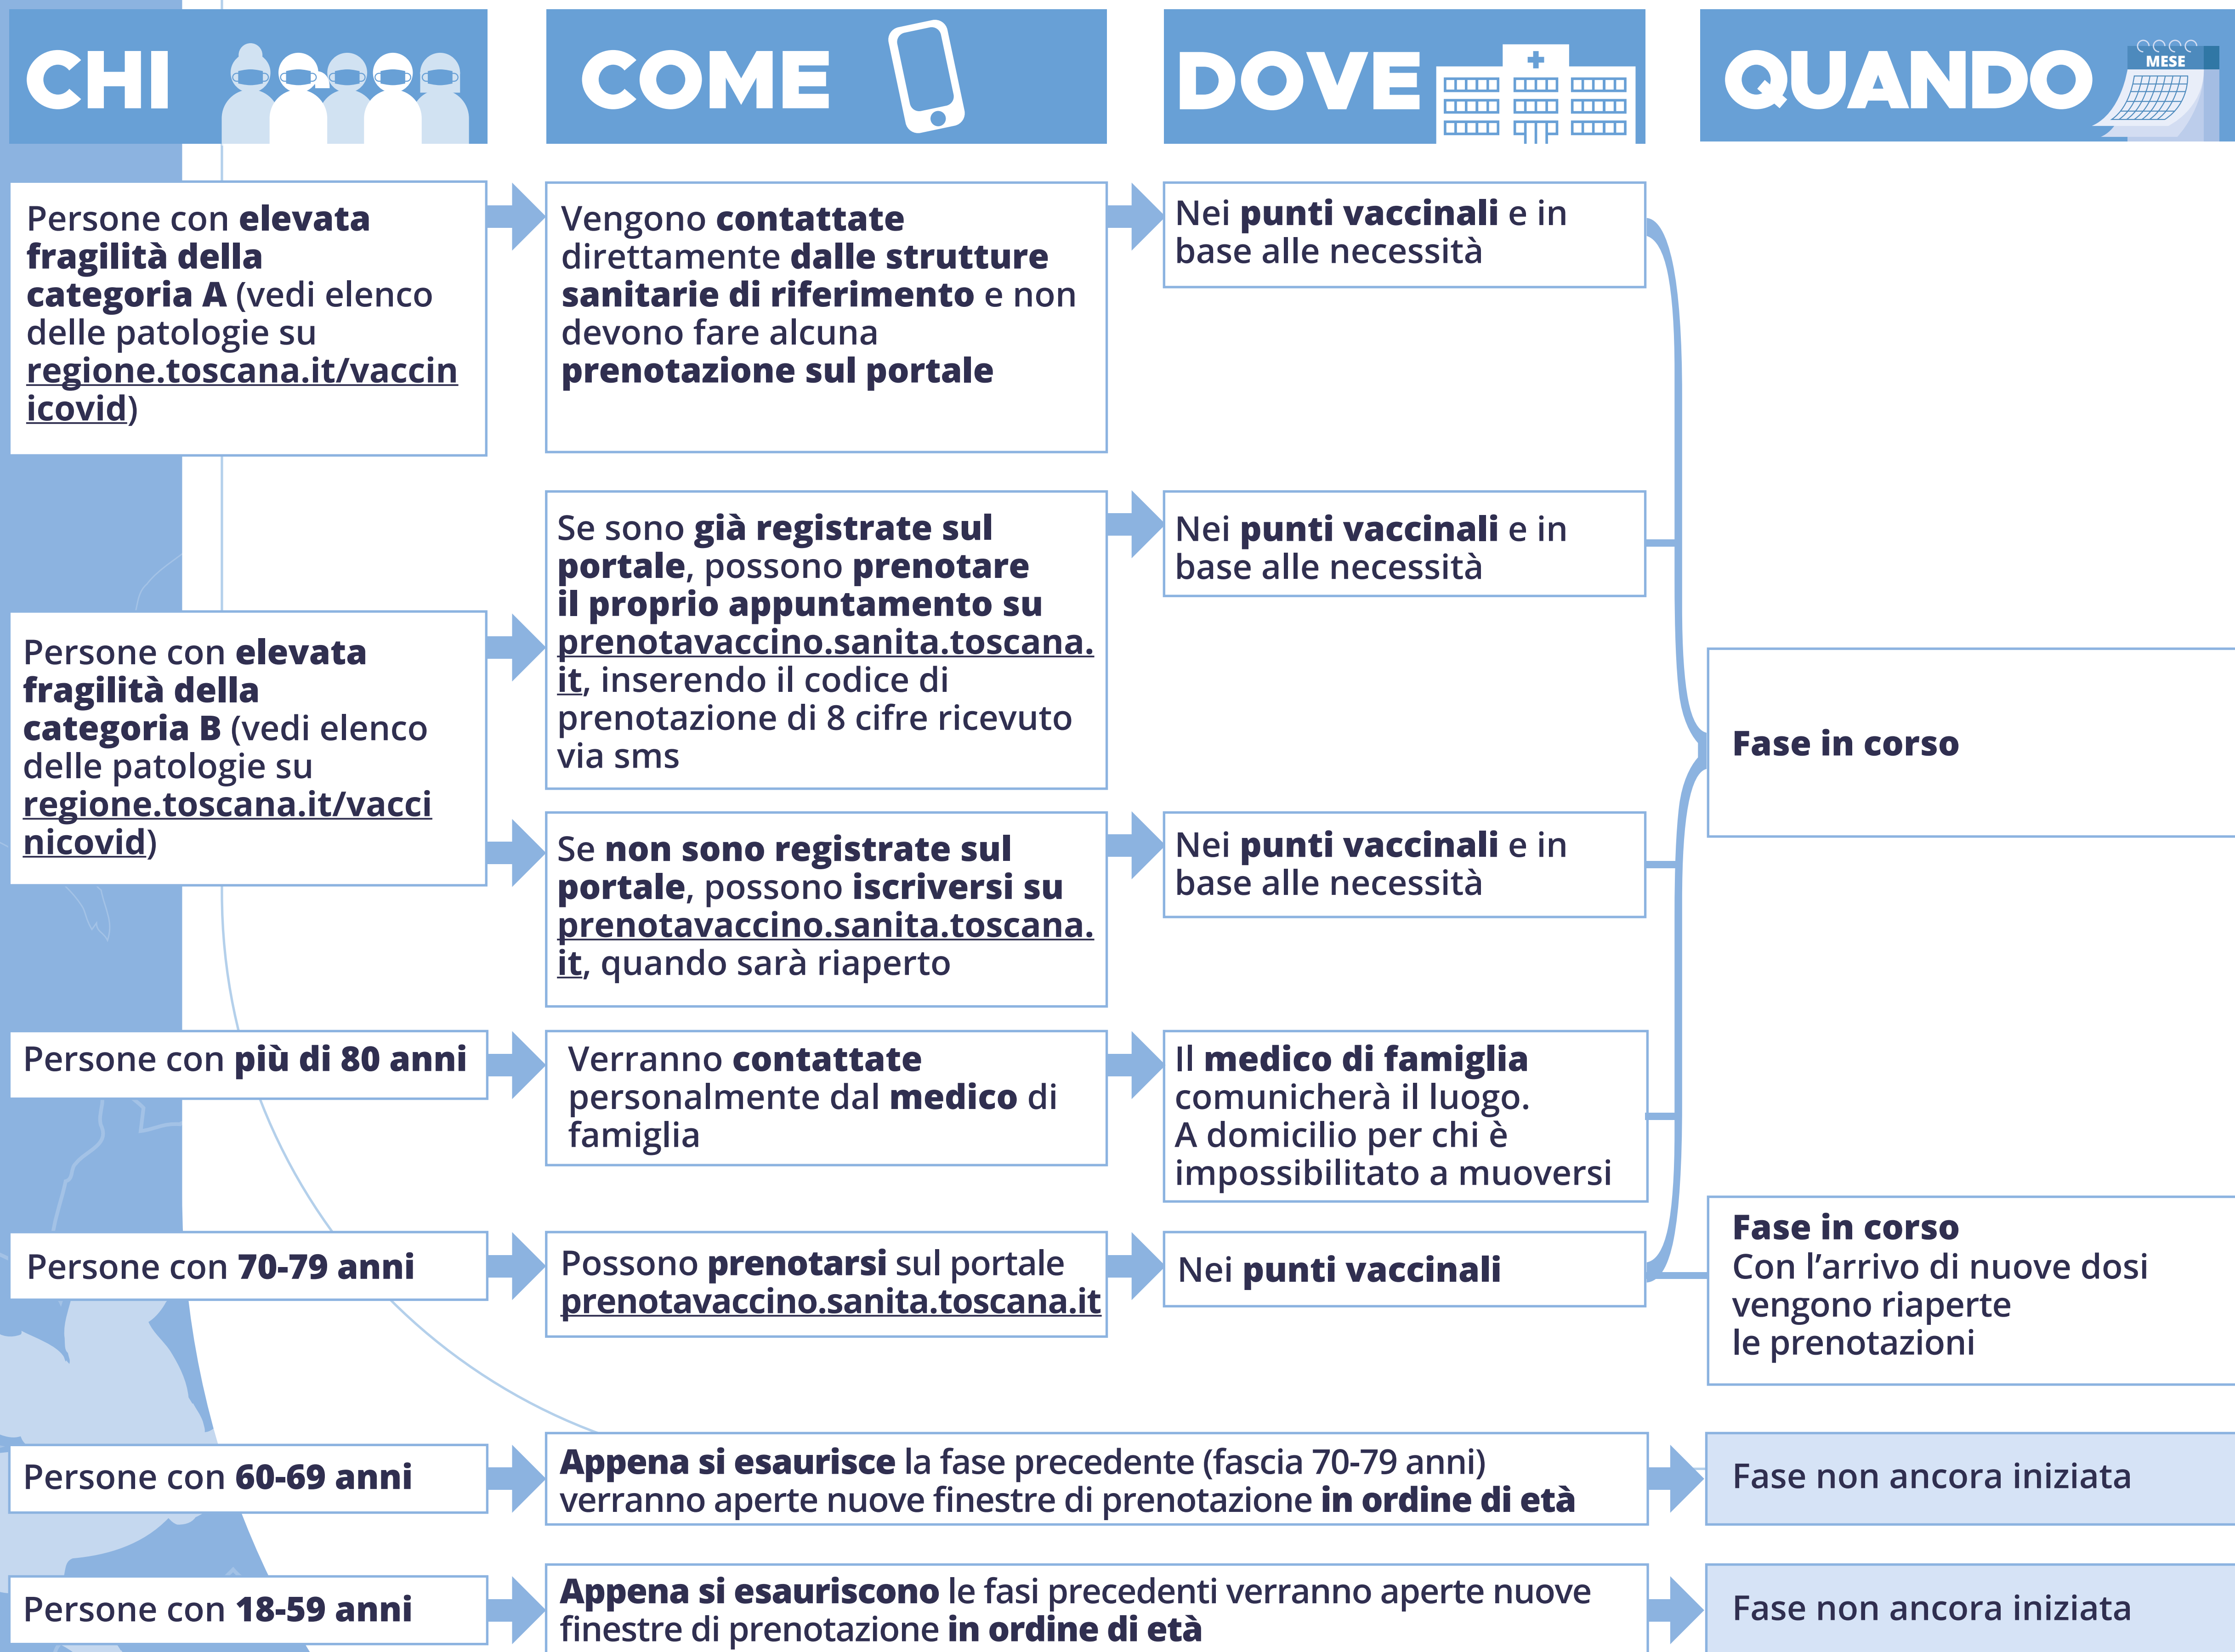 CHI
COME
DOVE
QUANDO
MESE
Persone con elevata
fragilità della
categoria A (vedi elenco
delle patologie su
regione.toscana.it/vaccin
icovid)
Vengono contattate
direttamente dalle strutture
sanitarie di riferimento e non
devono fare alcuna
prenotazione sul portale
Nei punti vaccinali e in
base alle necessità
Persone con elevata
fragilità della
categoria B (vedi elenco
delle patologie su
regione.toscana.it/vacci
nicovid)
Se sono già registrate sul
portale, possono prenotare
il proprio appuntamento su
prenotavaccino.sanita.toscana.
it, inserendo il codice di
prenotazione di 8 cifre ricevuto
via sms
Nei punti vaccinali e in
base alle necessità
Se non sono registrate sul
portale, possono iscriversi su
prenotavaccino.sanita.toscana.
it, quando sarà riaperto
Nei punti vaccinali e in
base alle necessità
Fase in corso
Persone con più di 80 anni
Verranno contattate
personalmente dal medico di
famiglia
Il medico di famiglia
comunicherà il luogo.
A domicilio per chi è
impossibilitato a muoversi
Persone con 70-79 anni
Possono prenotarsi sul portale
prenotavaccino.sanita.toscana.it
Nei punti vaccinali
Fase in corso
Con l’arrivo di nuove dosi
vengono riaperte
le prenotazioni
Persone con 60-69 anni
Appena si esaurisce la fase precedente (fascia 70-79 anni)
verranno aperte nuove finestre di prenotazione in ordine di età
Fase non ancora iniziata
Persone con 18-59 anni
Appena si esauriscono le fasi precedenti verranno aperte nuove
finestre di prenotazione in ordine di età
Fase non ancora iniziata